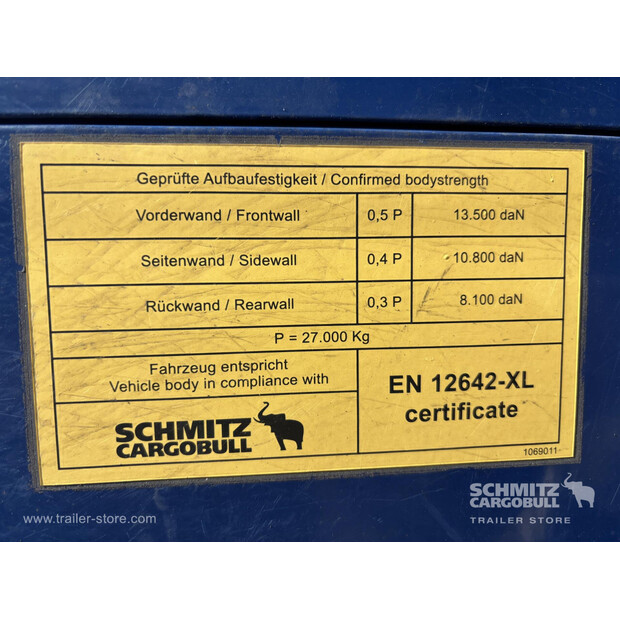 Geprüfte Aufbaufestigkeit / Confirmed bodystrength
Vorderwand / Frontwall 0,5 P 13.500 daN
Seitenwand / Sidewall 0,4 P 10.800 daN
Rückwand / Rearwall 0,3 P 8.100 daN
P = 27.000 Kg
Fahrzeug entspricht
Vehicle body in compliance with
SCHMITZ
CARGOBULL
EN 12642-XL
certificate
1069011
www.trailer-store.com
SCHMITZ
CARGOBULL
TRAILER STORE